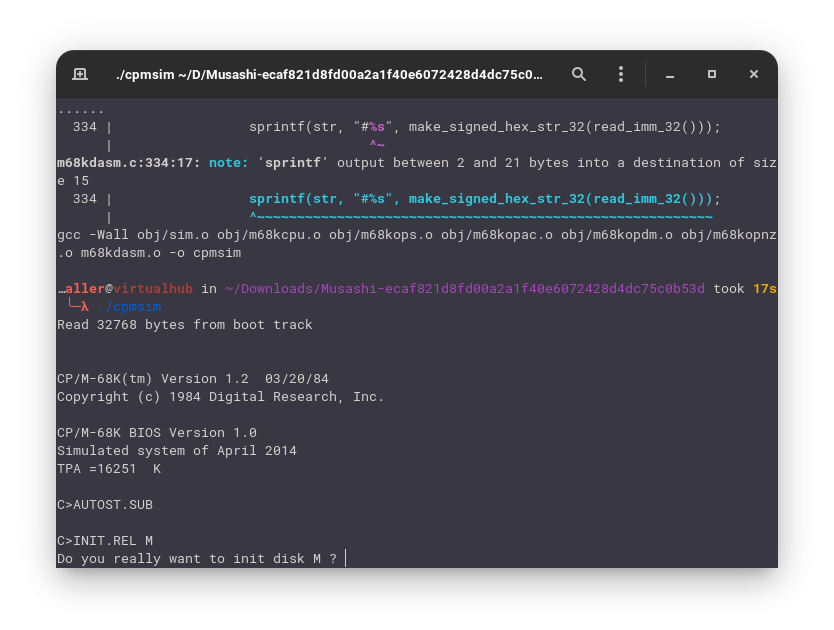 ./cpmsim ~/D/Musashi-ecaf821d8fd00a2a1f40e6072428d4dc75c0…
......
  334 |                 sprintf(str, "#%s", make_signed_hex_str_32(read_imm_32()));
      |                                ^~
m68kdasm.c:334:17: note: ‘sprintf’ output between 2 and 21 bytes into a destination of siz
e 15
  334 |                 sprintf(str, "#%s", make_signed_hex_str_32(read_imm_32()));
      |                 ^~~~~~~~~~~~~~~~~~~~~~~~~~~~~~~~~~~~~~~~~~~~~~~~~~~~~~~~~~
gcc -Wall obj/sim.o obj/m68kcpu.o obj/m68kops.o obj/m68kopac.o obj/m68kopdm.o obj/m68kopnz
.o m68kdasm.o -o cpmsim
…aller@virtualhub in ~/Downloads/Musashi-ecaf821d8fd00a2a1f40e6072428d4dc75c0b53d took 17s
╰─λ ./cpmsim
Read 32768 bytes from boot track
CP/M-68K(tm) Version 1.2  03/20/84
Copyright (c) 1984 Digital Research, Inc.
CP/M-68K BIOS Version 1.0
Simulated system of April 2014
TPA =16251  K
C>AUTOST.SUB
C>INIT.REL M
Do you really want to init disk M ?